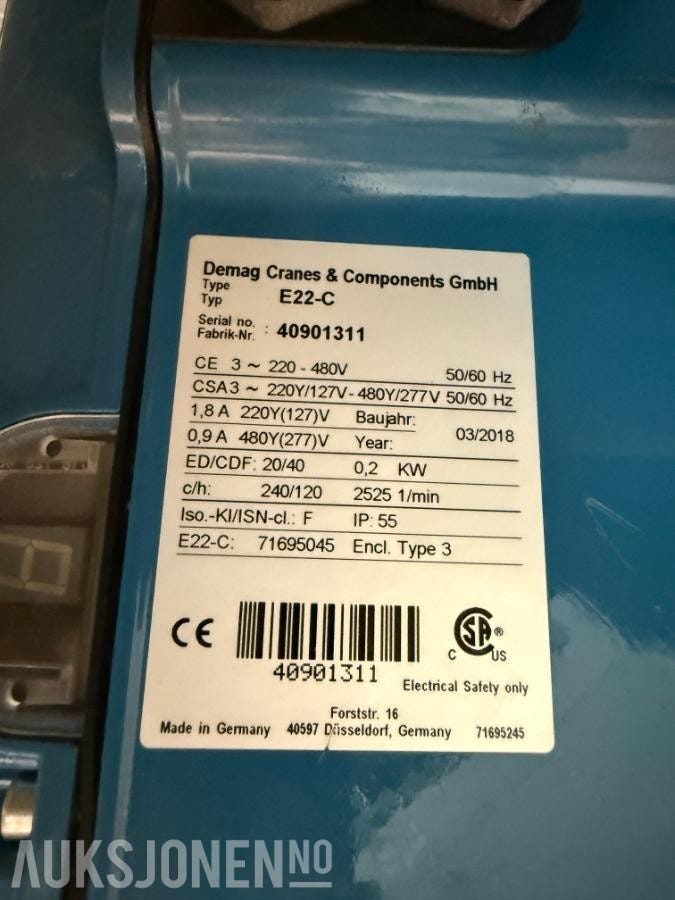 Demag Cranes & Components GmbH
Type
Typ E22-C
Serial no.
Fabrik-Nr. : 40901311
CE 3 ~ 220 - 480V 50/60 Hz
CSA 3 ~ 220Y/127V - 480Y/277V 50/60 Hz
1,8 A 220Y(127)V Baujahr:
0,9 A 480Y(277)V Year: 03/2018
ED/CDF: 20/40 0,2 KW
c/h: 240/120 2525 1/min
Iso.-Kl/ISN-cl.: F IP: 55
E22-C: 71695045 Encl. Type 3
CE
40901311
CSA ®
C US
Electrical Safety only
Forststr. 16
Made in Germany 40597 Düsseldorf, Germany 71695245
AUKSJONEN NO